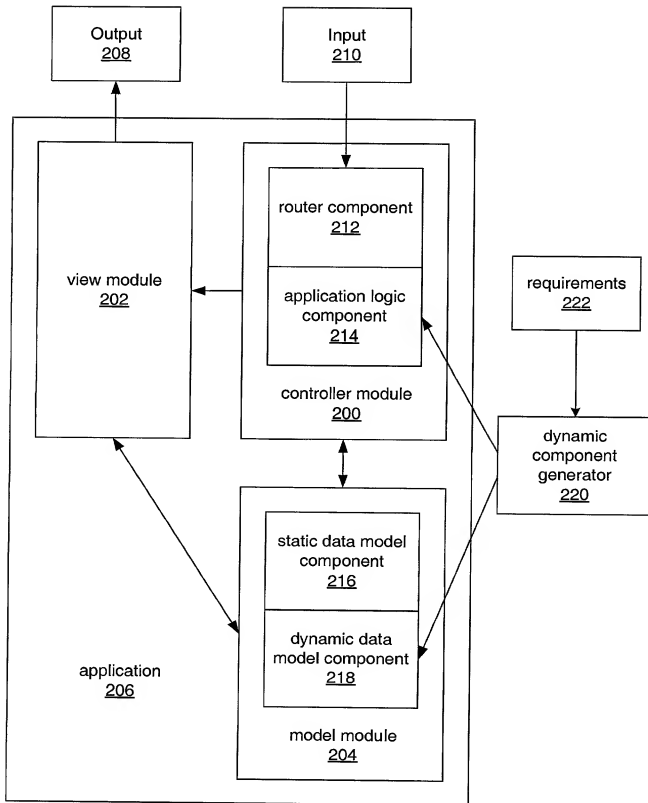 Output
208
Input
210
router component
212
view module
202
application logic
component
214
requirements
222
controller module
200
dynamic
component
generator
220
static data model
component
216
dynamic data
model component
218
application
206
model module
204